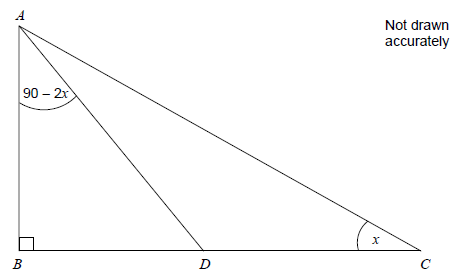 A
Not drawn
accurately
90 – 2x
x
B
D
C